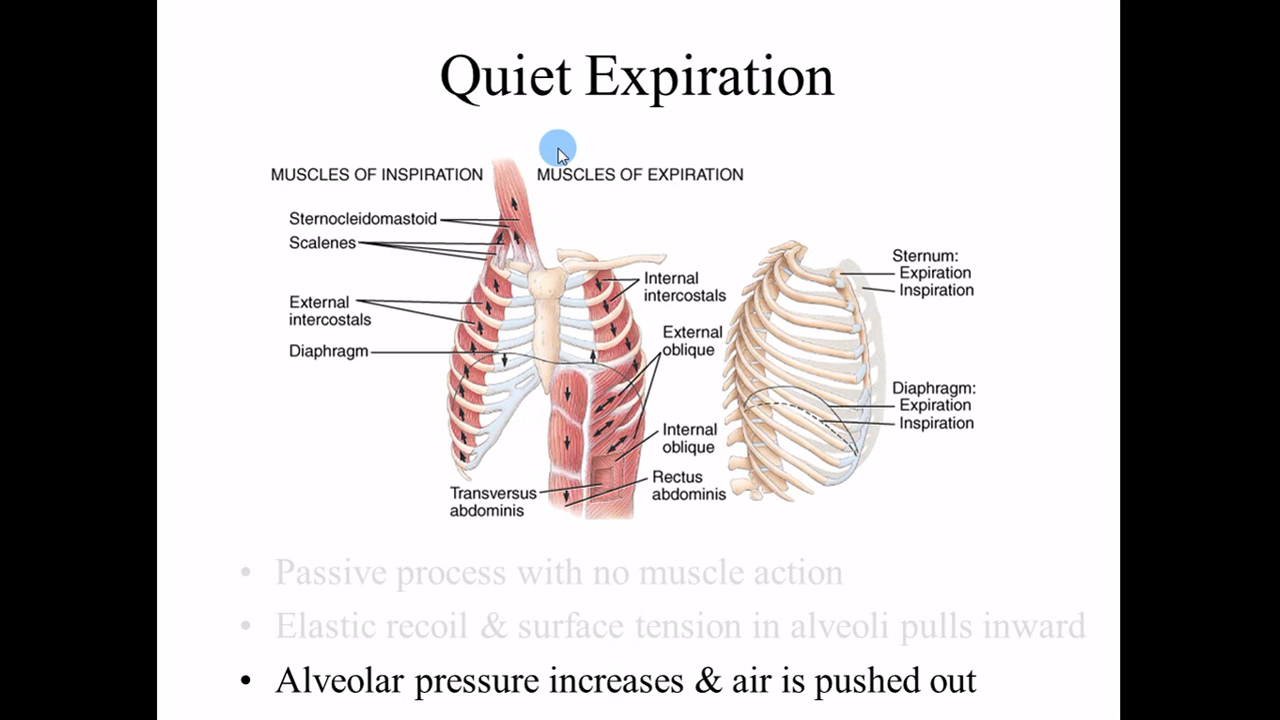 Quiet Expiration
MUSCLES OF INSPIRATION
MUSCLES OF EXPIRATION
Sternocleidomastoid
Scalenes
External
intercostals
Diaphragm
Internal
intercostals
External
oblique
Internal
oblique
Rectus
abdominis
Transversus
abdominis
Sternum:
Expiration
Inspiration
Diaphragm:
Expiration
Inspiration
• Passive process with no muscle action
• Elastic recoil & surface tension in alveoli pulls inward
• Alveolar pressure increases & air is pushed out